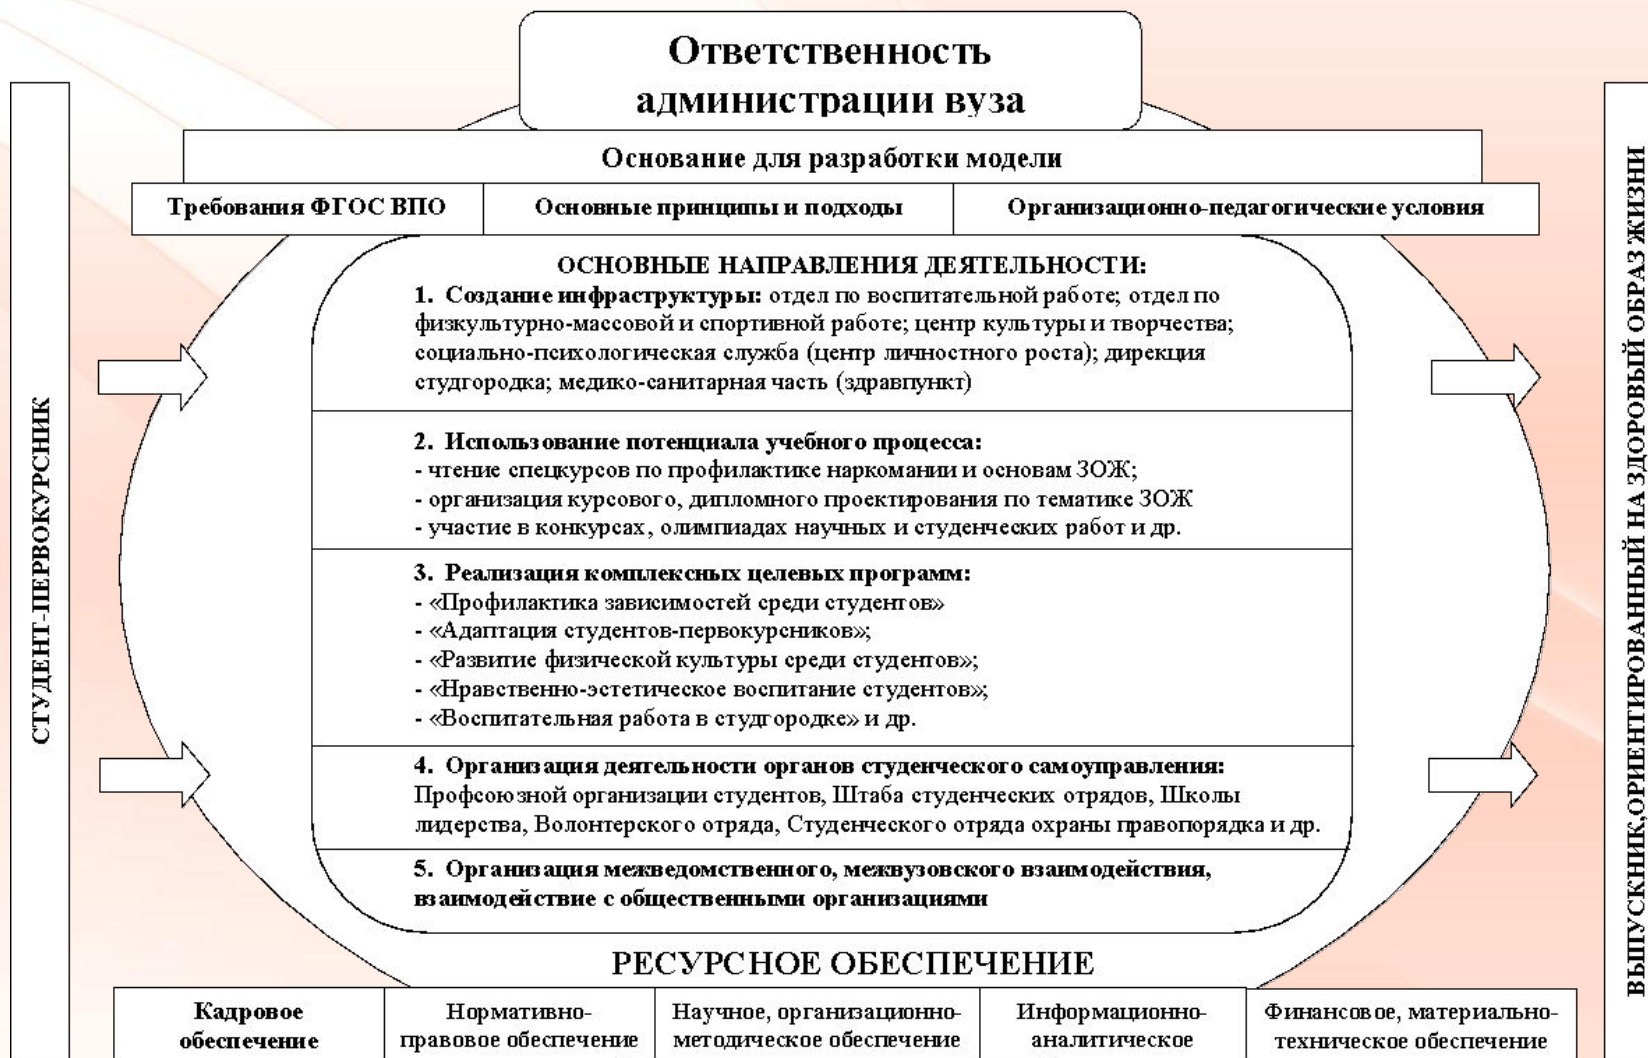 Ответственность
администрации вуза
Основание для разработки модели
Требования ФГОС ВПО
Основные принципы и подходы
Организационно-педагогические условия
СТУДЕНТ-ПЕРВОКУРСНИК
ОСНОВНЫЕ НАПРАВЛЕНИЯ ДЕЯТЕЛЬНОСТИ:
1. Создание инфраструктуры: отдел по воспитательной работе; отдел по
физкультурно-массовой и спортивной работе; центр культуры и творчества;
социально-психологическая служба (центр личностного роста); дирекция
студгородка; медико-санитарная часть (здравпункт)
2. Использование потенциала учебного процесса:
- чтение спецкурсов по профилактике наркомании и основам ЗОЖ;
- организация курсового, дипломного проектирования по тематике ЗОЖ
- участие в конкурсах, олимпиадах научных и студенческих работ и др.
3. Реализация комплексных целевых программ:
- «Профилактика зависимостей среди студентов»
- «Адаптация студентов-первокурсников»;
- «Развитие физической культуры среди студентов»;
- «Нравственно-эстетическое воспитание студентов»;
- «Воспитательная работа в студгородке» и др.
4. Организация деятельности органов студенческого самоуправления:
Профсоюзной организации студентов, Штаба студенческих отрядов, Школы
лидерства, Волонтерского отряда, Студенческого отряда охраны правопорядка и др.
5. Организация межведомственного, межвузовского взаимодействия,
взаимодействие с общественными организациями
ВЫПУСКНИК,ОРИЕНТИРОВАННЫЙ НА ЗДОРОВЫЙ ОБРАЗ ЖИЗНИ
РЕСУРСНОЕ ОБЕСПЕЧЕНИЕ
Кадровое
обеспечение
Нормативно-
правовое обеспечение
Научное, организационно-
методическое обеспечение
Информационно-
аналитическое
Финансовое, материально-
техническое обеспечение